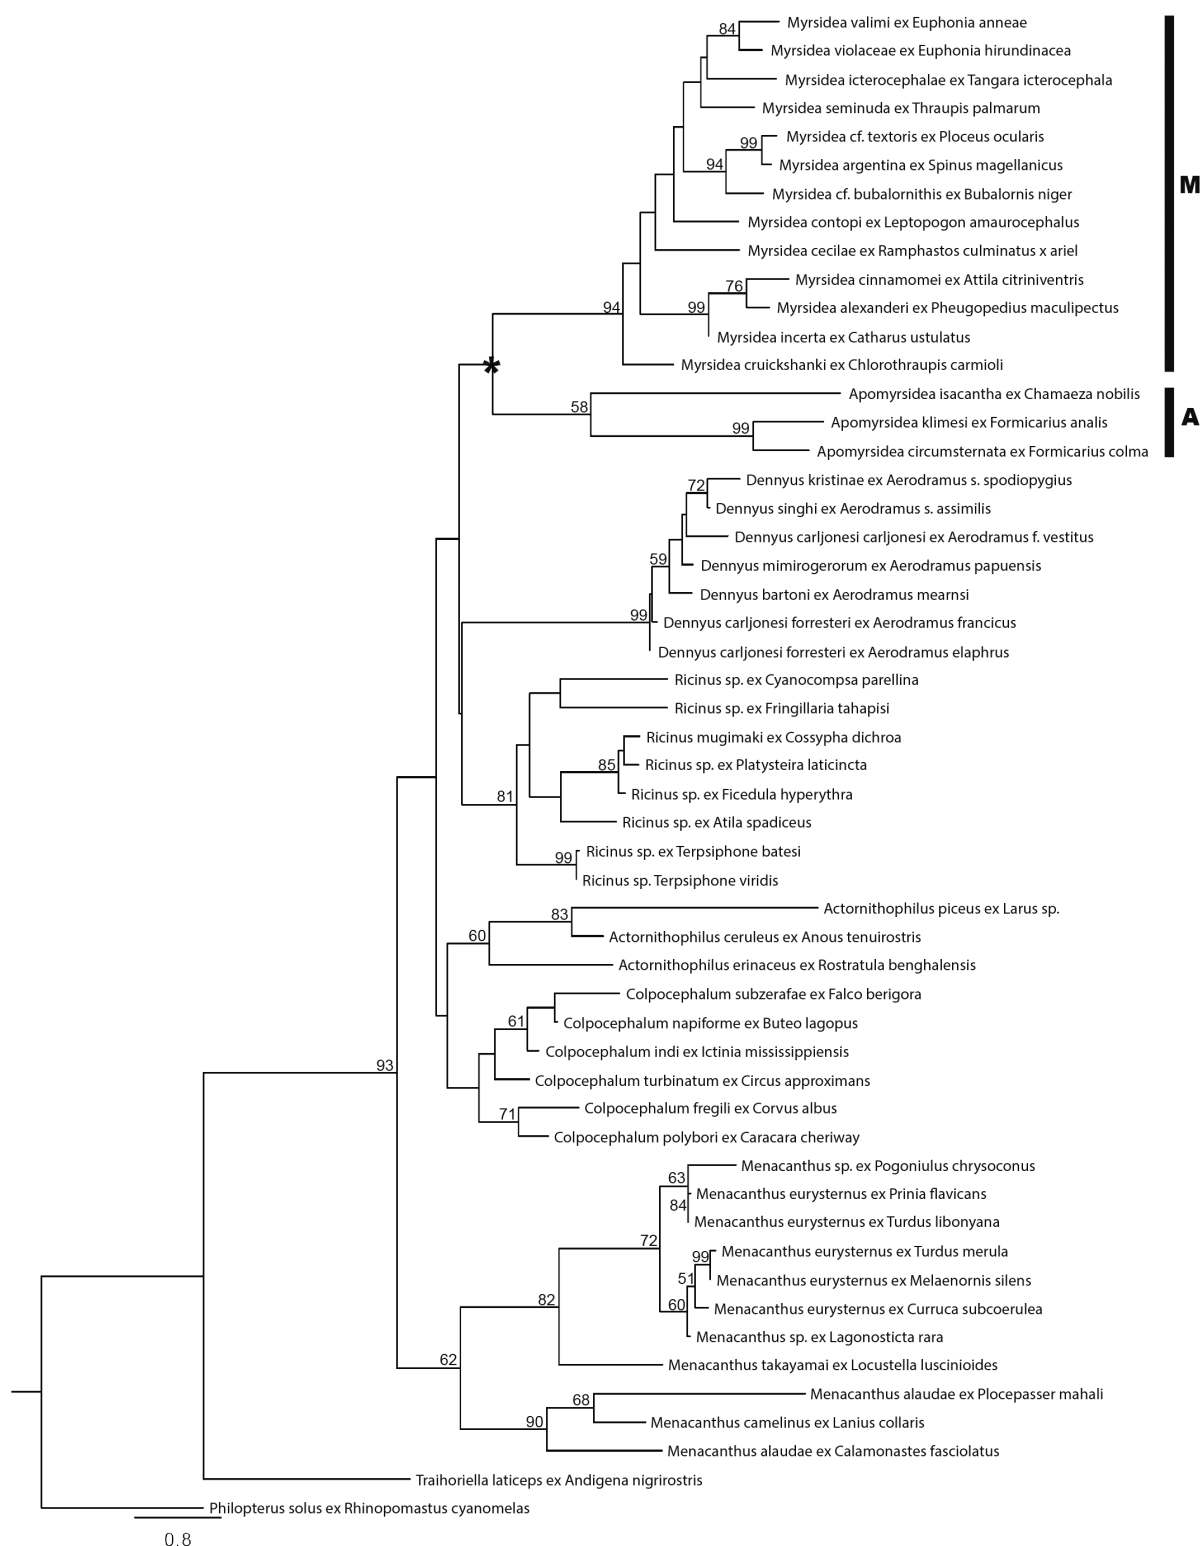 84
Myrsidea valimi ex Euphonia anneae
Myrsidea violaceae ex Euphonia hirundinacea
Myrsidea icterocephalae ex Tangara icterocephala
Myrsidea seminuda ex Thraupis palmarum
99
Myrsidea cf. textoris ex Ploceus ocularis
94
Myrsidea argentina ex Spinus magellanicus
M
Myrsidea cf. bubalornithis ex Bubalornis niger
Myrsidea contopi ex Leptopogon amaurocephalus
Myrsidea cecilae ex Ramphastos culminatus x ariel
76
Myrsidea cinnamomei ex Attila citriniventris
94
99
Myrsidea alexanderi ex Pheugopedius maculipectus
Myrsidea incerta ex Catharus ustulatus
*
Myrsidea cruickshanki ex Chlorothraupis carmioli
Apomyrsidea isacantha ex Chamaeza nobilis
58
99
Apomyrsidea klimesi ex Formicarius analis
A
Apomyrsidea circumsternata ex Formicarius colma
72
Dennyus kristinae ex Aerodramus s. spodiopygius
Dennyus singhi ex Aerodramus s. assimilis
Dennyus carljonesi carljonesi ex Aerodramus f. vestitus
59
Dennyus mimirogerorum ex Aerodramus papuensis
Dennyus bartoni ex Aerodramus mearnsi
99
Dennyus carljonesi forresteri ex Aerodramus francicus
Dennyus carljonesi forresteri ex Aerodramus elaphrus
Ricinus sp. ex Cyanocompsa parellina
Ricinus sp. ex Fringillaria tahapisi
Ricinus mugimaki ex Cossypha dichroa
85
Ricinus sp. ex Platysteira laticincta
81
Ricinus sp. ex Ficedula hyperythra
Ricinus sp. ex Atila spadiceus
99
Ricinus sp. ex Terpsiphone batesi
Ricinus sp. Terpsiphone viridis
83
Actornithophilus piceus ex Larus sp.
60
Actornithophilus ceruleus ex Anous tenuirostris
Actornithophilus erinaceus ex Rostratula benghalensis
Colpocephalum subzerafae ex Falco berigora
61
Colpocephalum napiforme ex Buteo lagopus
Colpocephalum indi ex Ictinia mississippiensis
93
Colpocephalum turbinatum ex Circus approximans
71
Colpocephalum fregili ex Corvus albus
Colpocephalum polybori ex Caracara cheriway
63
Menacanthus sp. ex Pogoniulus chrysoconus
84
Menacanthus eurysternus ex Prinia flavicans
Menacanthus eurysternus ex Turdus libonyana
72
99
Menacanthus eurysternus ex Turdus merula
51
Menacanthus eurysternus ex Melaenornis silens
82
60
Menacanthus eurysternus ex Curruca subcoerulea
Menacanthus sp. ex Lagonosticta rara
62
Menacanthus takayamai ex Locustella luscinioides
68
Menacanthus alaudae ex Plocepasser mahali
90
Menacanthus camelinus ex Lanius collaris
Menacanthus alaudae ex Calamonastes fasciolatus
Traihoriella laticeps ex Andigena nigrirostris
Philopterus solus ex Rhinopomastus cyanomelas
0.8